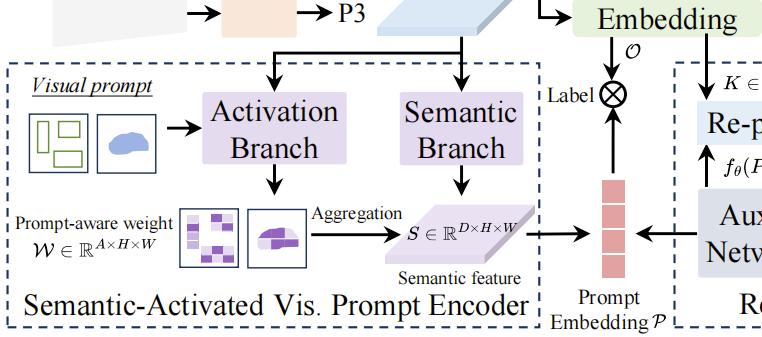 P3
Embedding
𝒪
Visual prompt
Activation
Branch
Semantic
Branch
Label
K ∈
Re-p
f_θ(F
Prompt-aware weight
𝒲 ∈ ℝ^{A×H×W}
Aggregation
S ∈ ℝ^{D×H×W}
Semantic feature
Aux
Netw
Prompt
Embedding 𝒫
Semantic-Activated Vis. Prompt Encoder
Re